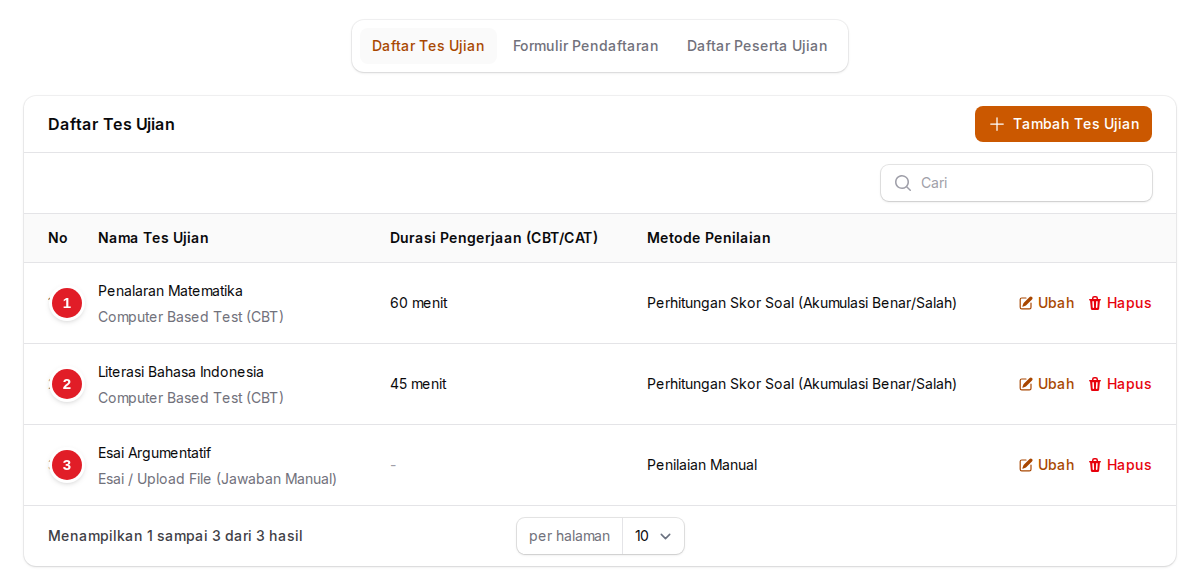 Daftar Tes Ujian Formulir Pendaftaran Daftar Peserta Ujian
Daftar Tes Ujian
Tambah Tes Ujian
Cari
No Nama Tes Ujian Durasi Pengerjaan (CBT/CAT) Metode Penilaian
1 Penalaran Matematika 60 menit Perhitungan Skor Soal (Akumulasi Benar/Salah) Ubah Hapus
Computer Based Test (CBT)
2 Literasi Bahasa Indonesia 45 menit Perhitungan Skor Soal (Akumulasi Benar/Salah) Ubah Hapus
Computer Based Test (CBT)
3 Esai Argumentatif - Penilaian Manual Ubah Hapus
Esai / Upload File (Jawaban Manual)
Menampilkan 1 sampai 3 dari 3 hasil per halaman 10